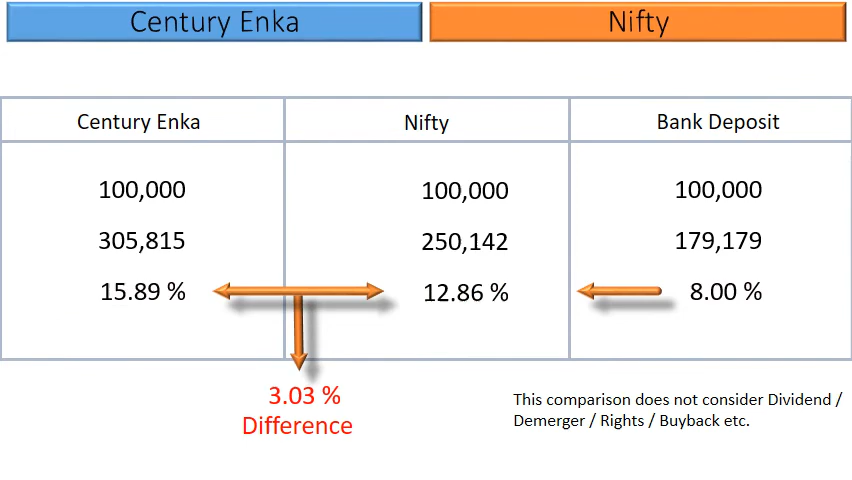 Century Enka
Nifty
Century Enka
Nifty
Bank Deposit
100,000
100,000
100,000
305,815
250,142
179,179
15.89 %
12.86 %
8.00 %
3.03 %
Difference
This comparison does not consider Dividend /
Demerger / Rights / Buyback etc.